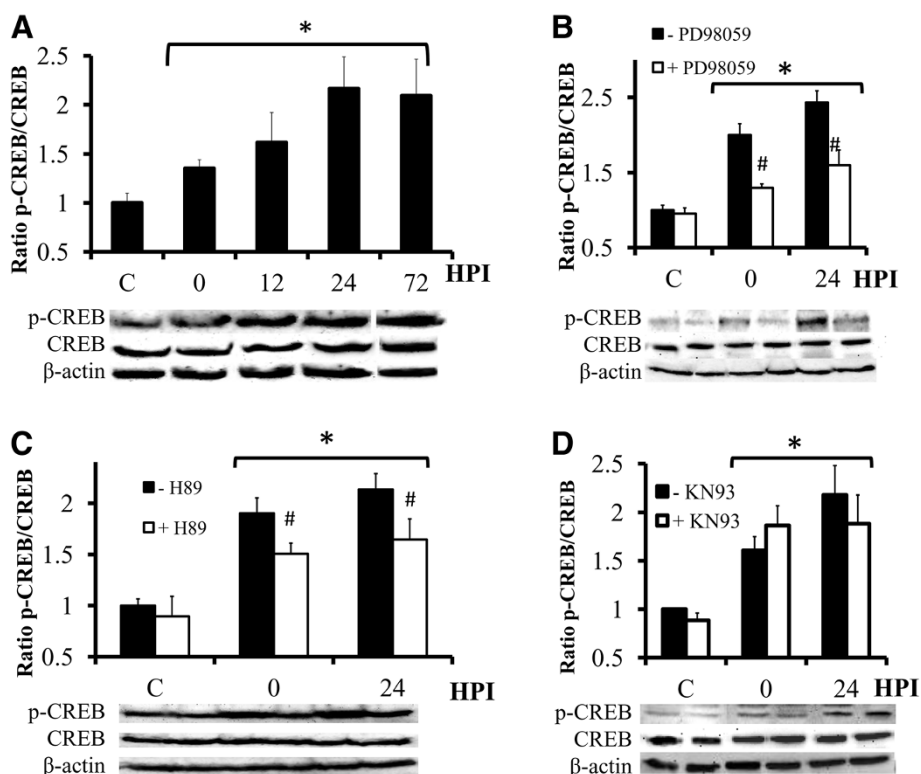 A
*
Ratio p-CREB/CREB
2.5
2
1.5
1
0.5
C 0 12 24 72 HPI
p-CREB
CREB
β-actin
B
- PD98059
+ PD98059
*
Ratio p-CREB/CREB
2.5
1.5
0.5
# #
C 0 24 HPI
p-CREB
CREB
β-actin
C
*
- H89
+ H89
Ratio p-CREB/CREB
2
1.5
1
0.5
# #
C 0 24 HPI
p-CREB
CREB
β-actin
D
*
- KN93
+ KN93
Ratio p-CREB/CREB
2.5
2
1.5
1
0.5
C 0 24 HPI
p-CREB
CREB
β-actin